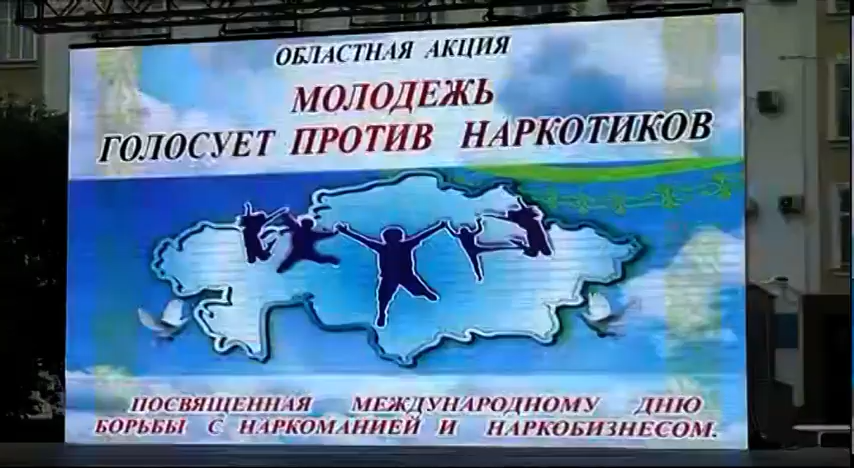 ОБЛАСТНАЯ АКЦИЯ
МОЛОДЕЖЬ
ГОЛОСУЕТ ПРОТИВ НАРКОТИКОВ
ПОСВЯЩЕННАЯ МЕЖДУНАРОДНОМУ ДНЮ
БОРЬБЫ С НАРКОМАНИЕЙ И НАРКОБИЗНЕСОМ.